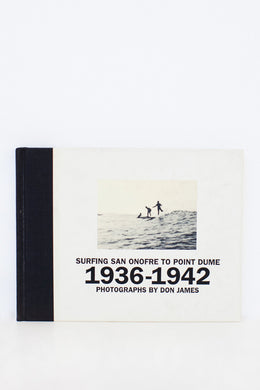 SURFING SAN ONOFRE TO POINT DUME
1936-1942
PHOTOGRAPHS BY DON JAMES